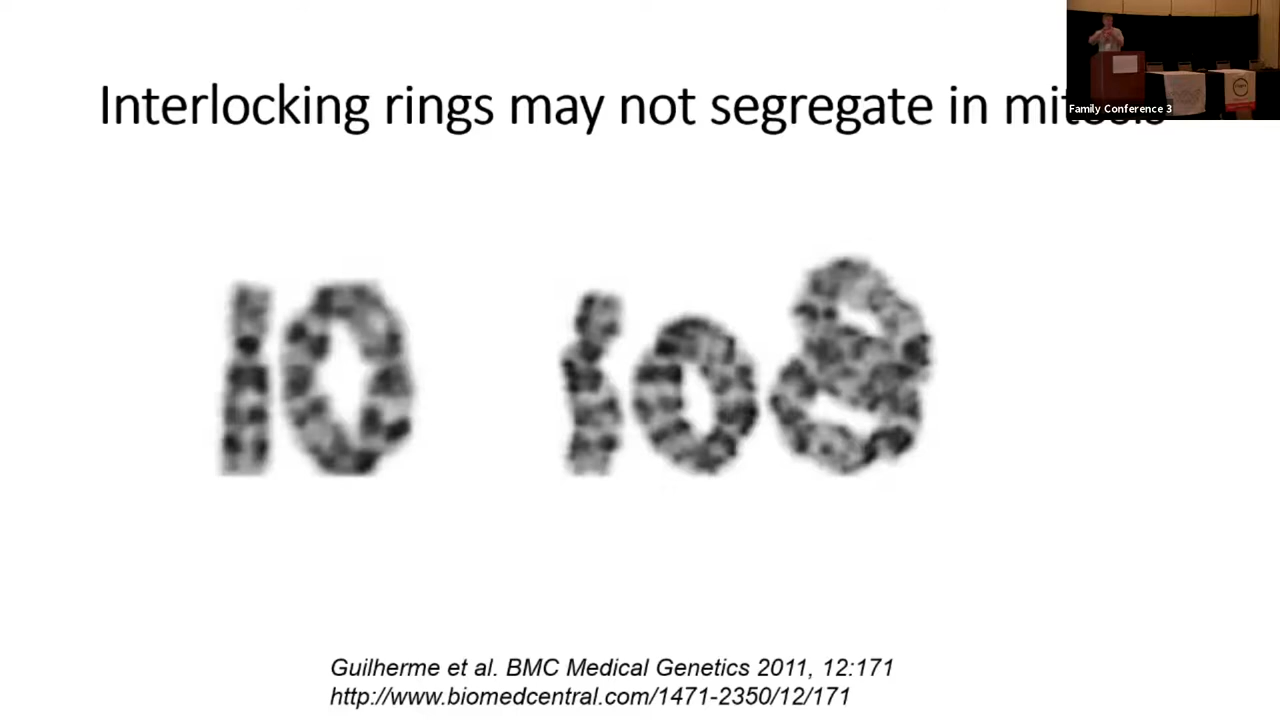 Interlocking rings may not segregate in mitosis
Family Conference 3
Guilherme et al. BMC Medical Genetics 2011, 12:171
http://www.biomedcentral.com/1471-2350/12/171